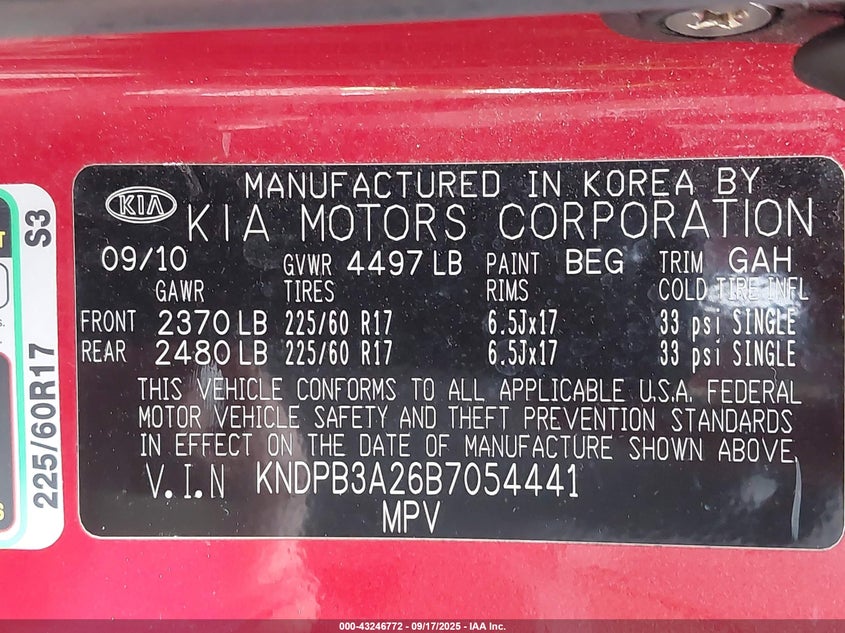 KIA
MANUFACTURED IN KOREA BY
KIA MOTORS CORPORATION
09/10 GVWR 4497 LB PAINT BEG TRIM GAH
GAWR TIRES RIMS COLD TIRE INFL
FRONT 2370 LB 225/60 R17 6.5Jx17 33 psi SINGLE
REAR 2480 LB 225/60 R17 6.5Jx17 33 psi SINGLE
THIS VEHICLE CONFORMS TO ALL APPLICABLE U.S.A. FEDERAL
MOTOR VEHICLE SAFETY AND THEFT PREVENTION STANDARDS
IN EFFECT ON THE DATE OF MANUFACTURE SHOWN ABOVE.
V.I.N KNDPB3A26B7054441
MPV
225/60R17 S3
000-43246772 - 09/17/2025 - IAA Inc.